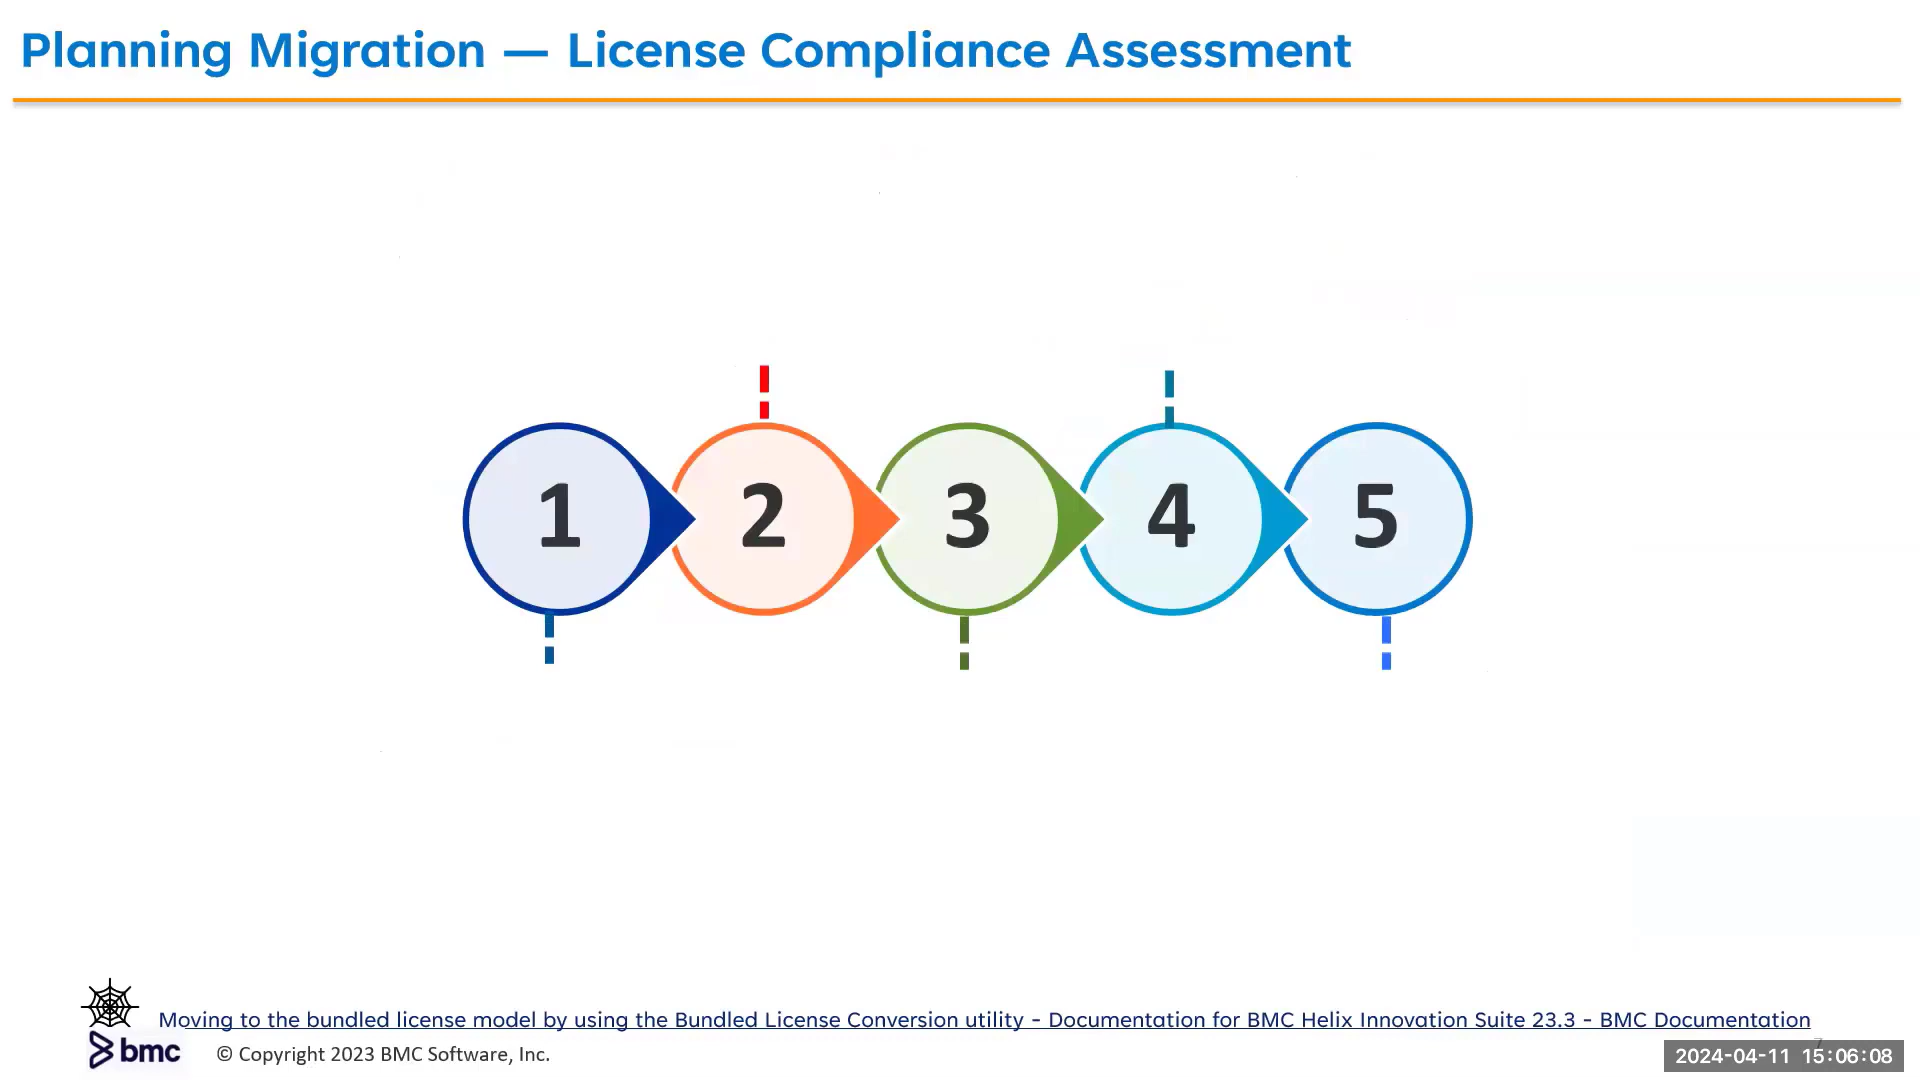 Planning Migration — License Compliance Assessment
1 2 3 4 5
Moving to the bundled license model by using the Bundled License Conversion utility - Documentation for BMC Helix Innovation Suite 23.3 - BMC Documentation
bmc © Copyright 2023 BMC Software, Inc.
7
2024-04-11 15:06:08